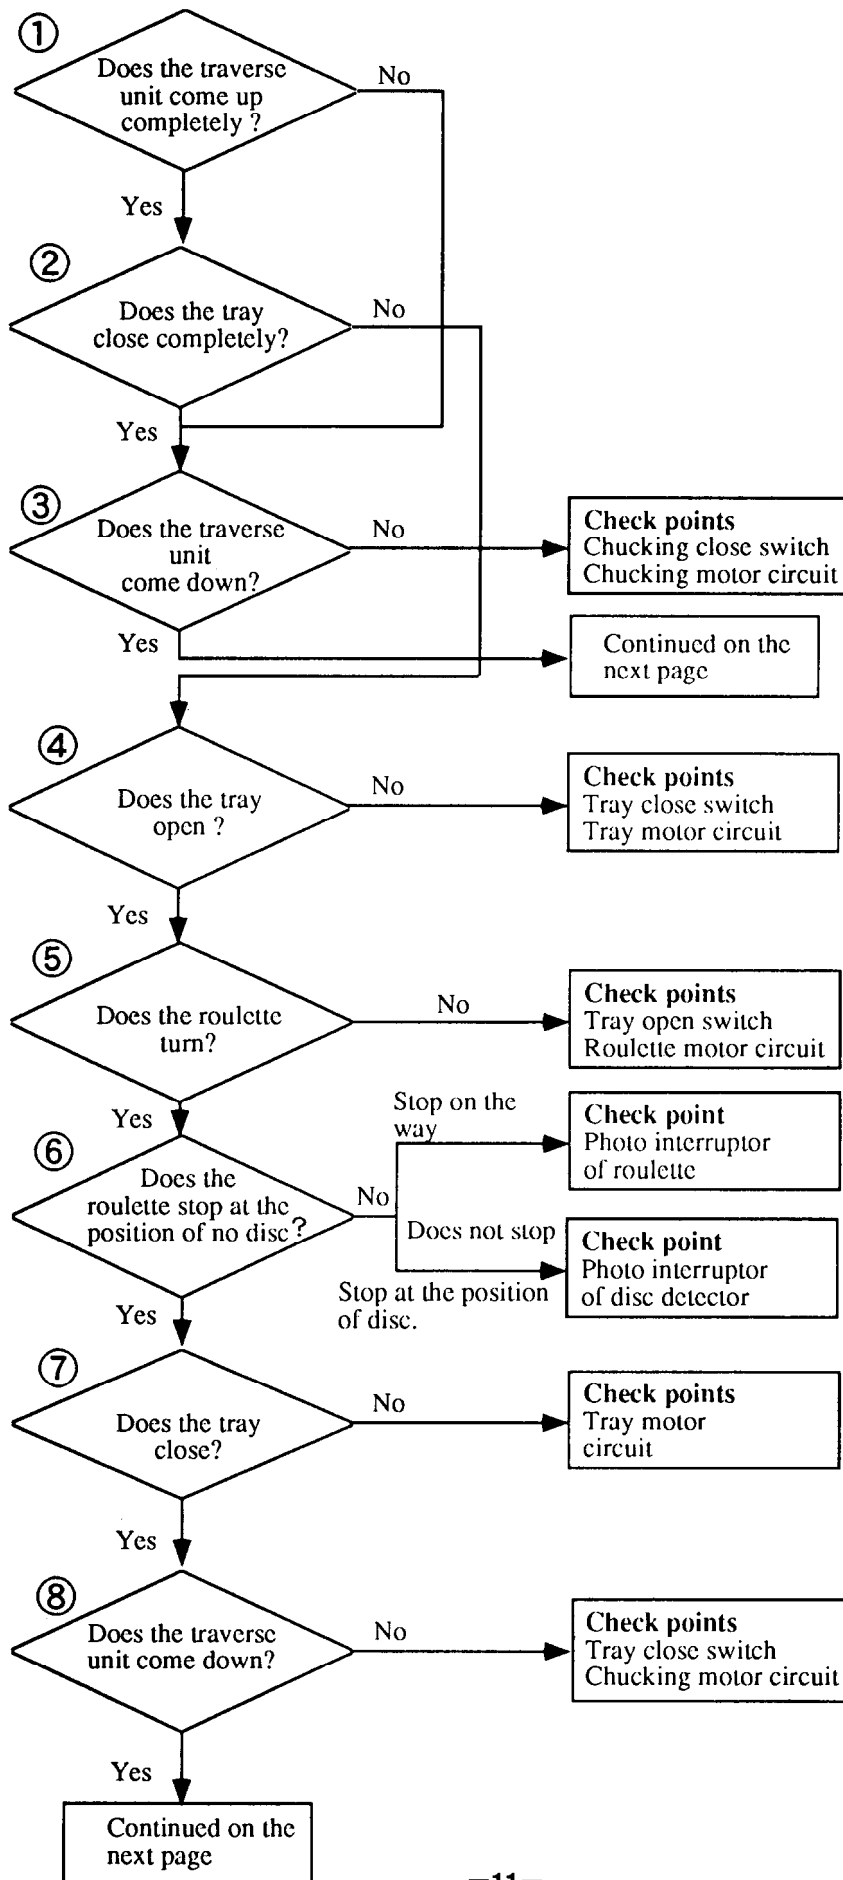 ①
Does the traverse
unit come up
completely ?
No
Yes
②
Does the tray
close completely?
No
Yes
③
Does the traverse
unit
come down?
No
Check points
Chucking close switch
Chucking motor circuit
Yes
Continued on the
next page
④
Does the tray
open ?
No
Check points
Tray close switch
Tray motor circuit
Yes
⑤
Does the roulette
turn?
No
Check points
Tray open switch
Roulette motor circuit
Yes
⑥
Does the
roulette stop at the
position of no disc?
No
Stop on the
way
Check point
Photo interruptor
of roulette
Does not stop
Stop at the position
of disc.
Check point
Photo interruptor
of disc detector
Yes
⑦
Does the tray
close?
No
Check points
Tray motor
circuit
Yes
⑧
Does the traverse
unit come down?
No
Check points
Tray close switch
Chucking motor circuit
Yes
Continued on the
next page
–11–